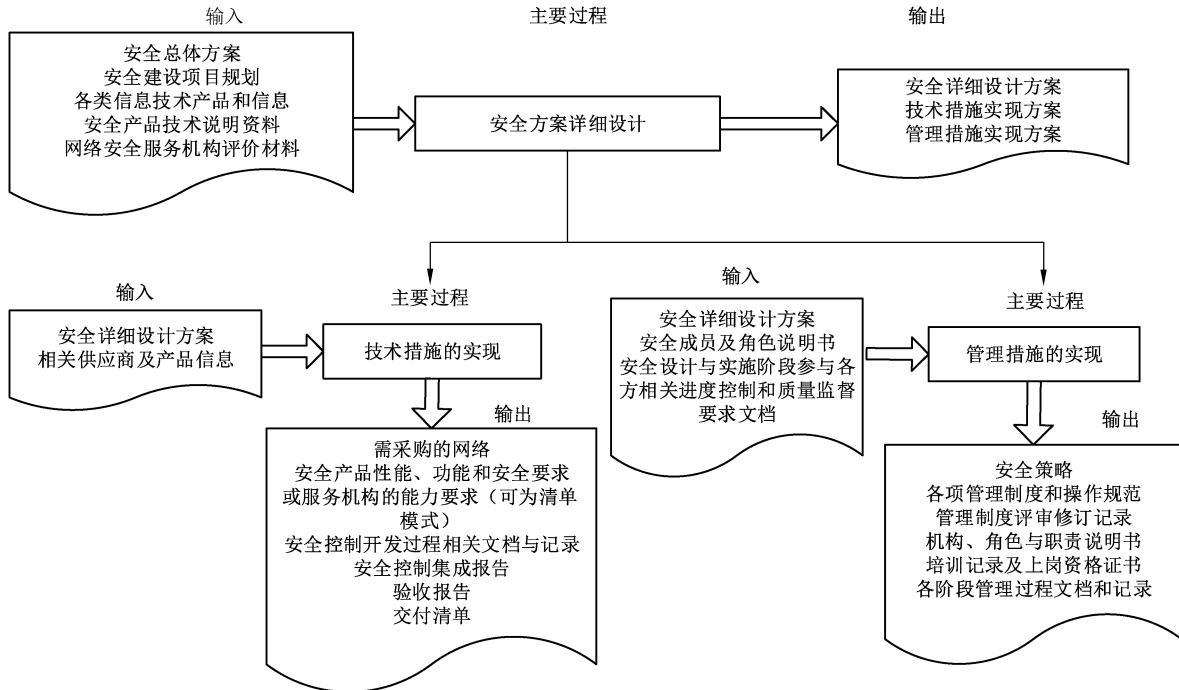 输入
主要过程
输出
安全总体方案
安全建设项目规划
各类信息技术产品和信息
安全产品技术说明资料
网络安全服务机构评价材料
安全方案详细设计
安全详细设计方案
技术措施实现方案
管理措施实现方案
输入
安全详细设计方案
相关供应商及产品信息
主要过程
技术措施的实现
输出
需采购的网络
安全产品性能、功能和安全要求
或服务机构的能力要求（可为清单
模式）
安全控制开发过程相关文档与记录
安全控制集成报告
验收报告
交付清单
输入
安全详细设计方案
安全成员及角色说明书
安全设计与实施阶段参与各
方相关进度控制和质量监督
要求文档
主要过程
管理措施的实现
输出
安全策略
各项管理制度和操作规范
管理制度评审修订记录
机构、角色与职责说明书
培训记录及上岗资格证书
各阶段管理过程文档和记录